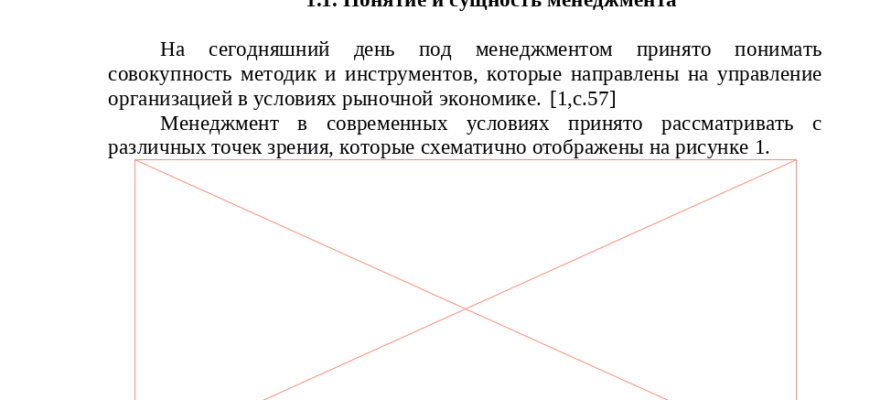 1.1. Понятие и сущность менеджмента
На сегодняшний день под менеджментом принято понимать
совокупность методик и инструментов, которые направлены на управление
организацией в условиях рыночной экономике. [1,с.57]
Менеджмент в современных условиях принято рассматривать с
различных точек зрения, которые схематично отображены на рисунке 1.